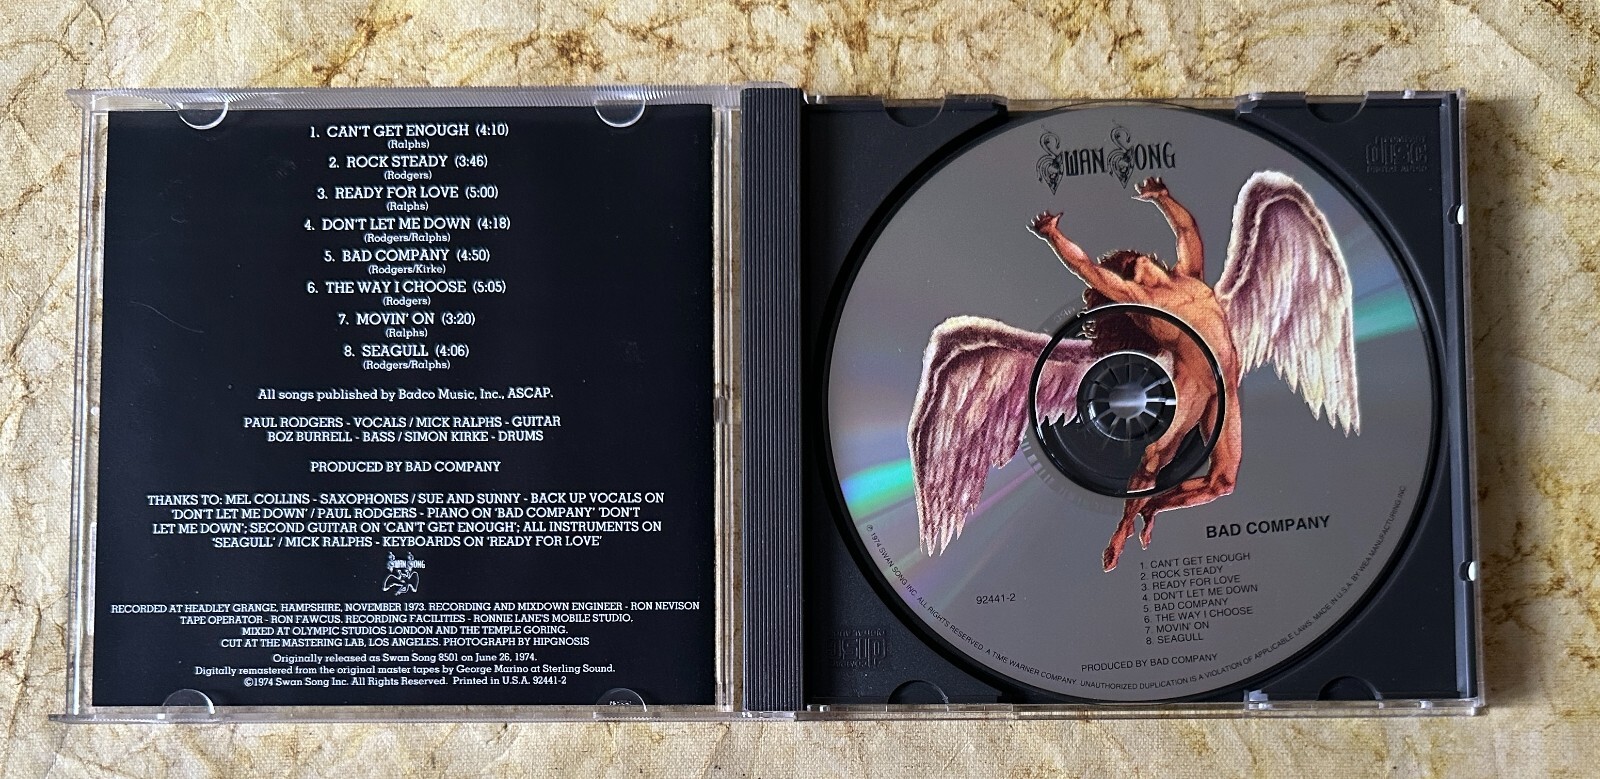 1. CAN'T GET ENOUGH (4:10)
(Ralphs)
2. ROCK STEADY (3:46)
(Rodgers)
3. READY FOR LOVE (5:00)
(Ralphs)
4. DON'T LET ME DOWN (4:18)
(Rodgers/Ralphs)
5. BAD COMPANY (4:50)
(Rodgers/Kirke)
6. THE WAY I CHOOSE (5:05)
(Rodgers)
7. MOVIN' ON (3:20)
(Ralphs)
8. SEAGULL (4:06)
(Rodgers/Ralphs)
All songs published by Badco Music, Inc., ASCAP.
PAUL RODGERS - VOCALS / MICK RALPHS - GUITAR
BOZ BURRELL - BASS / SIMON KIRKE - DRUMS
PRODUCED BY BAD COMPANY
THANKS TO: MEL COLLINS - SAXOPHONES / SUE AND SUNNY - BACK UP VOCALS ON
'DON'T LET ME DOWN' / PAUL RODGERS - PIANO ON 'BAD COMPANY' 'DON'T
LET ME DOWN'; SECOND GUITAR ON 'CAN'T GET ENOUGH'; ALL INSTRUMENTS ON
'SEAGULL' / MICK RALPHS - KEYBOARDS ON 'READY FOR LOVE'
SWAN SONG
RECORDED AT HEADLEY GRANGE, HAMPSHIRE, NOVEMBER 1973. RECORDING AND MIXDOWN ENGINEER - RON NEVISON
TAPE OPERATOR - RON FAWCUS. RECORDING FACILITIES - RONNIE LANE'S MOBILE STUDIO.
MIXED AT OLYMPIC STUDIOS LONDON AND THE TEMPLE GORING.
CUT AT THE MASTERING LAB, LOS ANGELES. PHOTOGRAPH BY HIPGNOSIS
Originally released as Swan Song 8501 on June 26, 1974.
Digitally remastered from the original master tapes by George Marino at Sterling Sound.
©1974 Swan Song Inc. All Rights Reserved. Printed in U.S.A. 92441-2
SWAN SONG
disc
BAD COMPANY
1. CAN'T GET ENOUGH
2. ROCK STEADY
3. READY FOR LOVE
4. DON'T LET ME DOWN
5. BAD COMPANY
6. THE WAY I CHOOSE
7. MOVIN' ON
8. SEAGULL
92441-2
PRODUCED BY BAD COMPANY
℗ 1974 SWAN SONG INC. ALL RIGHTS RESERVED. A TIME WARNER COMPANY. UNAUTHORIZED DUPLICATION IS A VIOLATION OF APPLICABLE LAWS. MADE IN U.S.A. BY WEA MANUFACTURING INC.